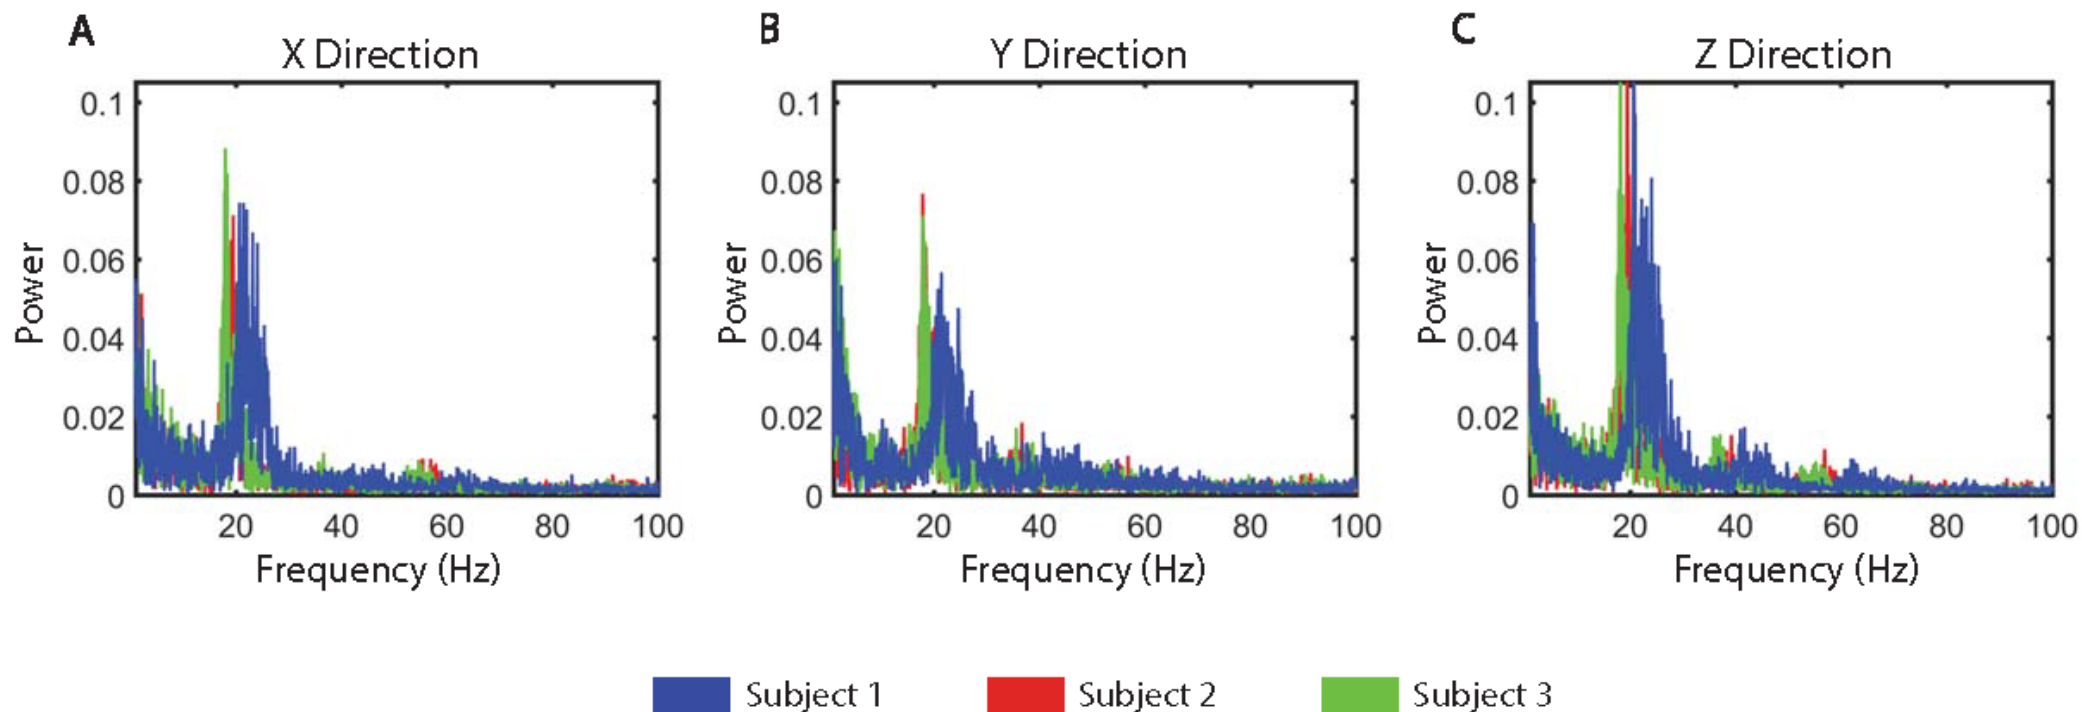 A
X Direction
Power
0.1
0.08
0.06
0.04
0.02
0
20 40 60 80 100
Frequency (Hz)
B
Y Direction
Power
0.1
0.08
0.06
0.04
0.02
0
20 40 60 80 100
Frequency (Hz)
C
Z Direction
Power
0.1
0.08
0.06
0.04
0.02
0
20 40 60 80 100
Frequency (Hz)
Subject 1 Subject 2 Subject 3